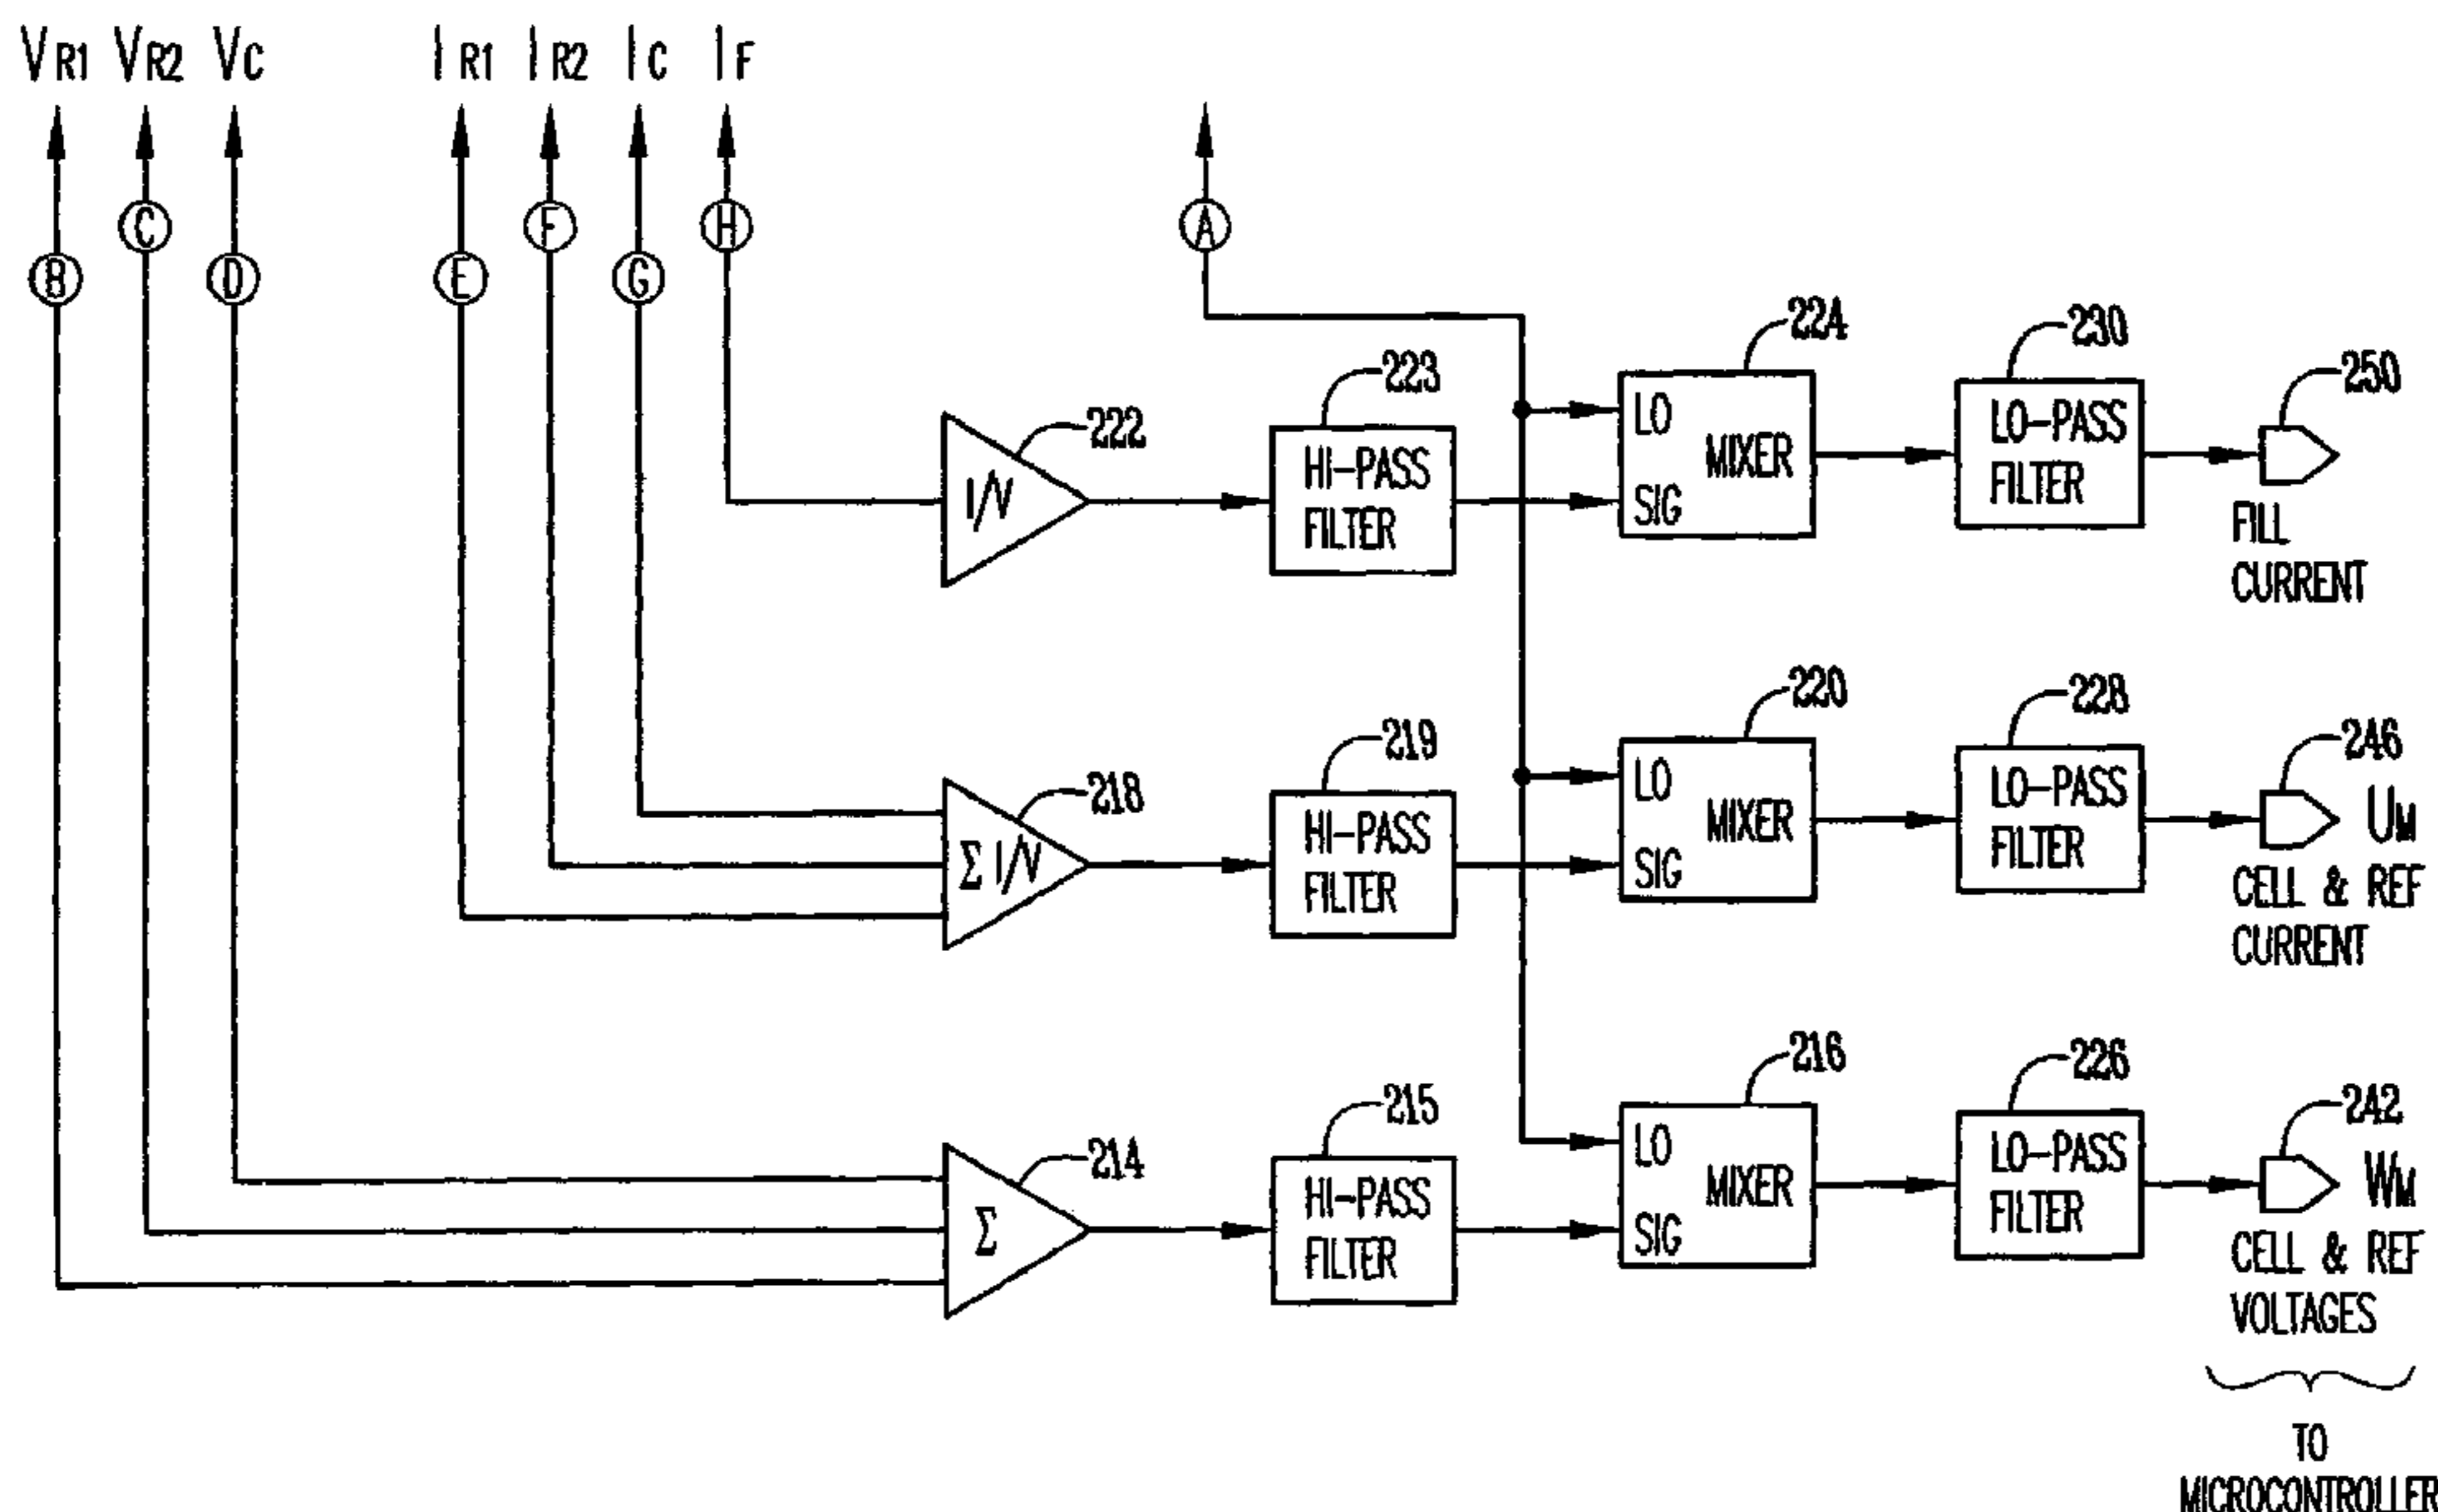 VR1 VR2 VC IR1 IR2 IC IF
C F H A
B D E G
224
230
250
223
222
LO
MIXER
SIG
LO-PASS
FILTER
HI-PASS
FILTER
I/V
FILL
CURRENT
220
228
246
219
218
LO
MIXER
SIG
LO-PASS
FILTER
UM
HI-PASS
FILTER
Σ I/V
CELL & REF
CURRENT
216
226
242
215
214
LO
MIXER
SIG
LO-PASS
FILTER
WM
HI-PASS
FILTER
Σ
CELL & REF
VOLTAGES
TO
MICROCONTROLLER